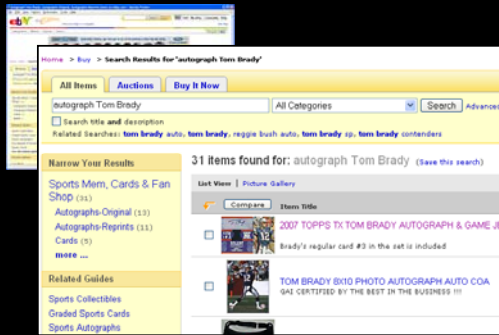 ebY
Home > Buy > Search Results for 'autograph Tom Brady'
All Items Auctions Buy It Now
autograph Tom Brady All Categories Search Advanced
Search title and description
Related Searches: tom brady auto, tom brady, reggie bush auto, tom brady sp, tom brady contenders
Narrow Your Results
Sports Mem, Cards & Fan
Shop (31)
Autographs-Original (13)
Autographs-Reprints (11)
Cards (5)
more ...
Related Guides
Sports Collectibles
Graded Sports Cards
Sports Autographs
31 items found for: autograph Tom Brady (Save this search)
List View | Picture Gallery
Compare Item Title
2007 TOPPS TX TOM BRADY AUTOGRAPH & GAME
Brady's regular card #3 in the set is included
TOM BRADY 8X10 PHOTO AUTOGRAPH AUTO COA
GAI CERTIFIED BY THE BEST IN THE BUSINESS !!!